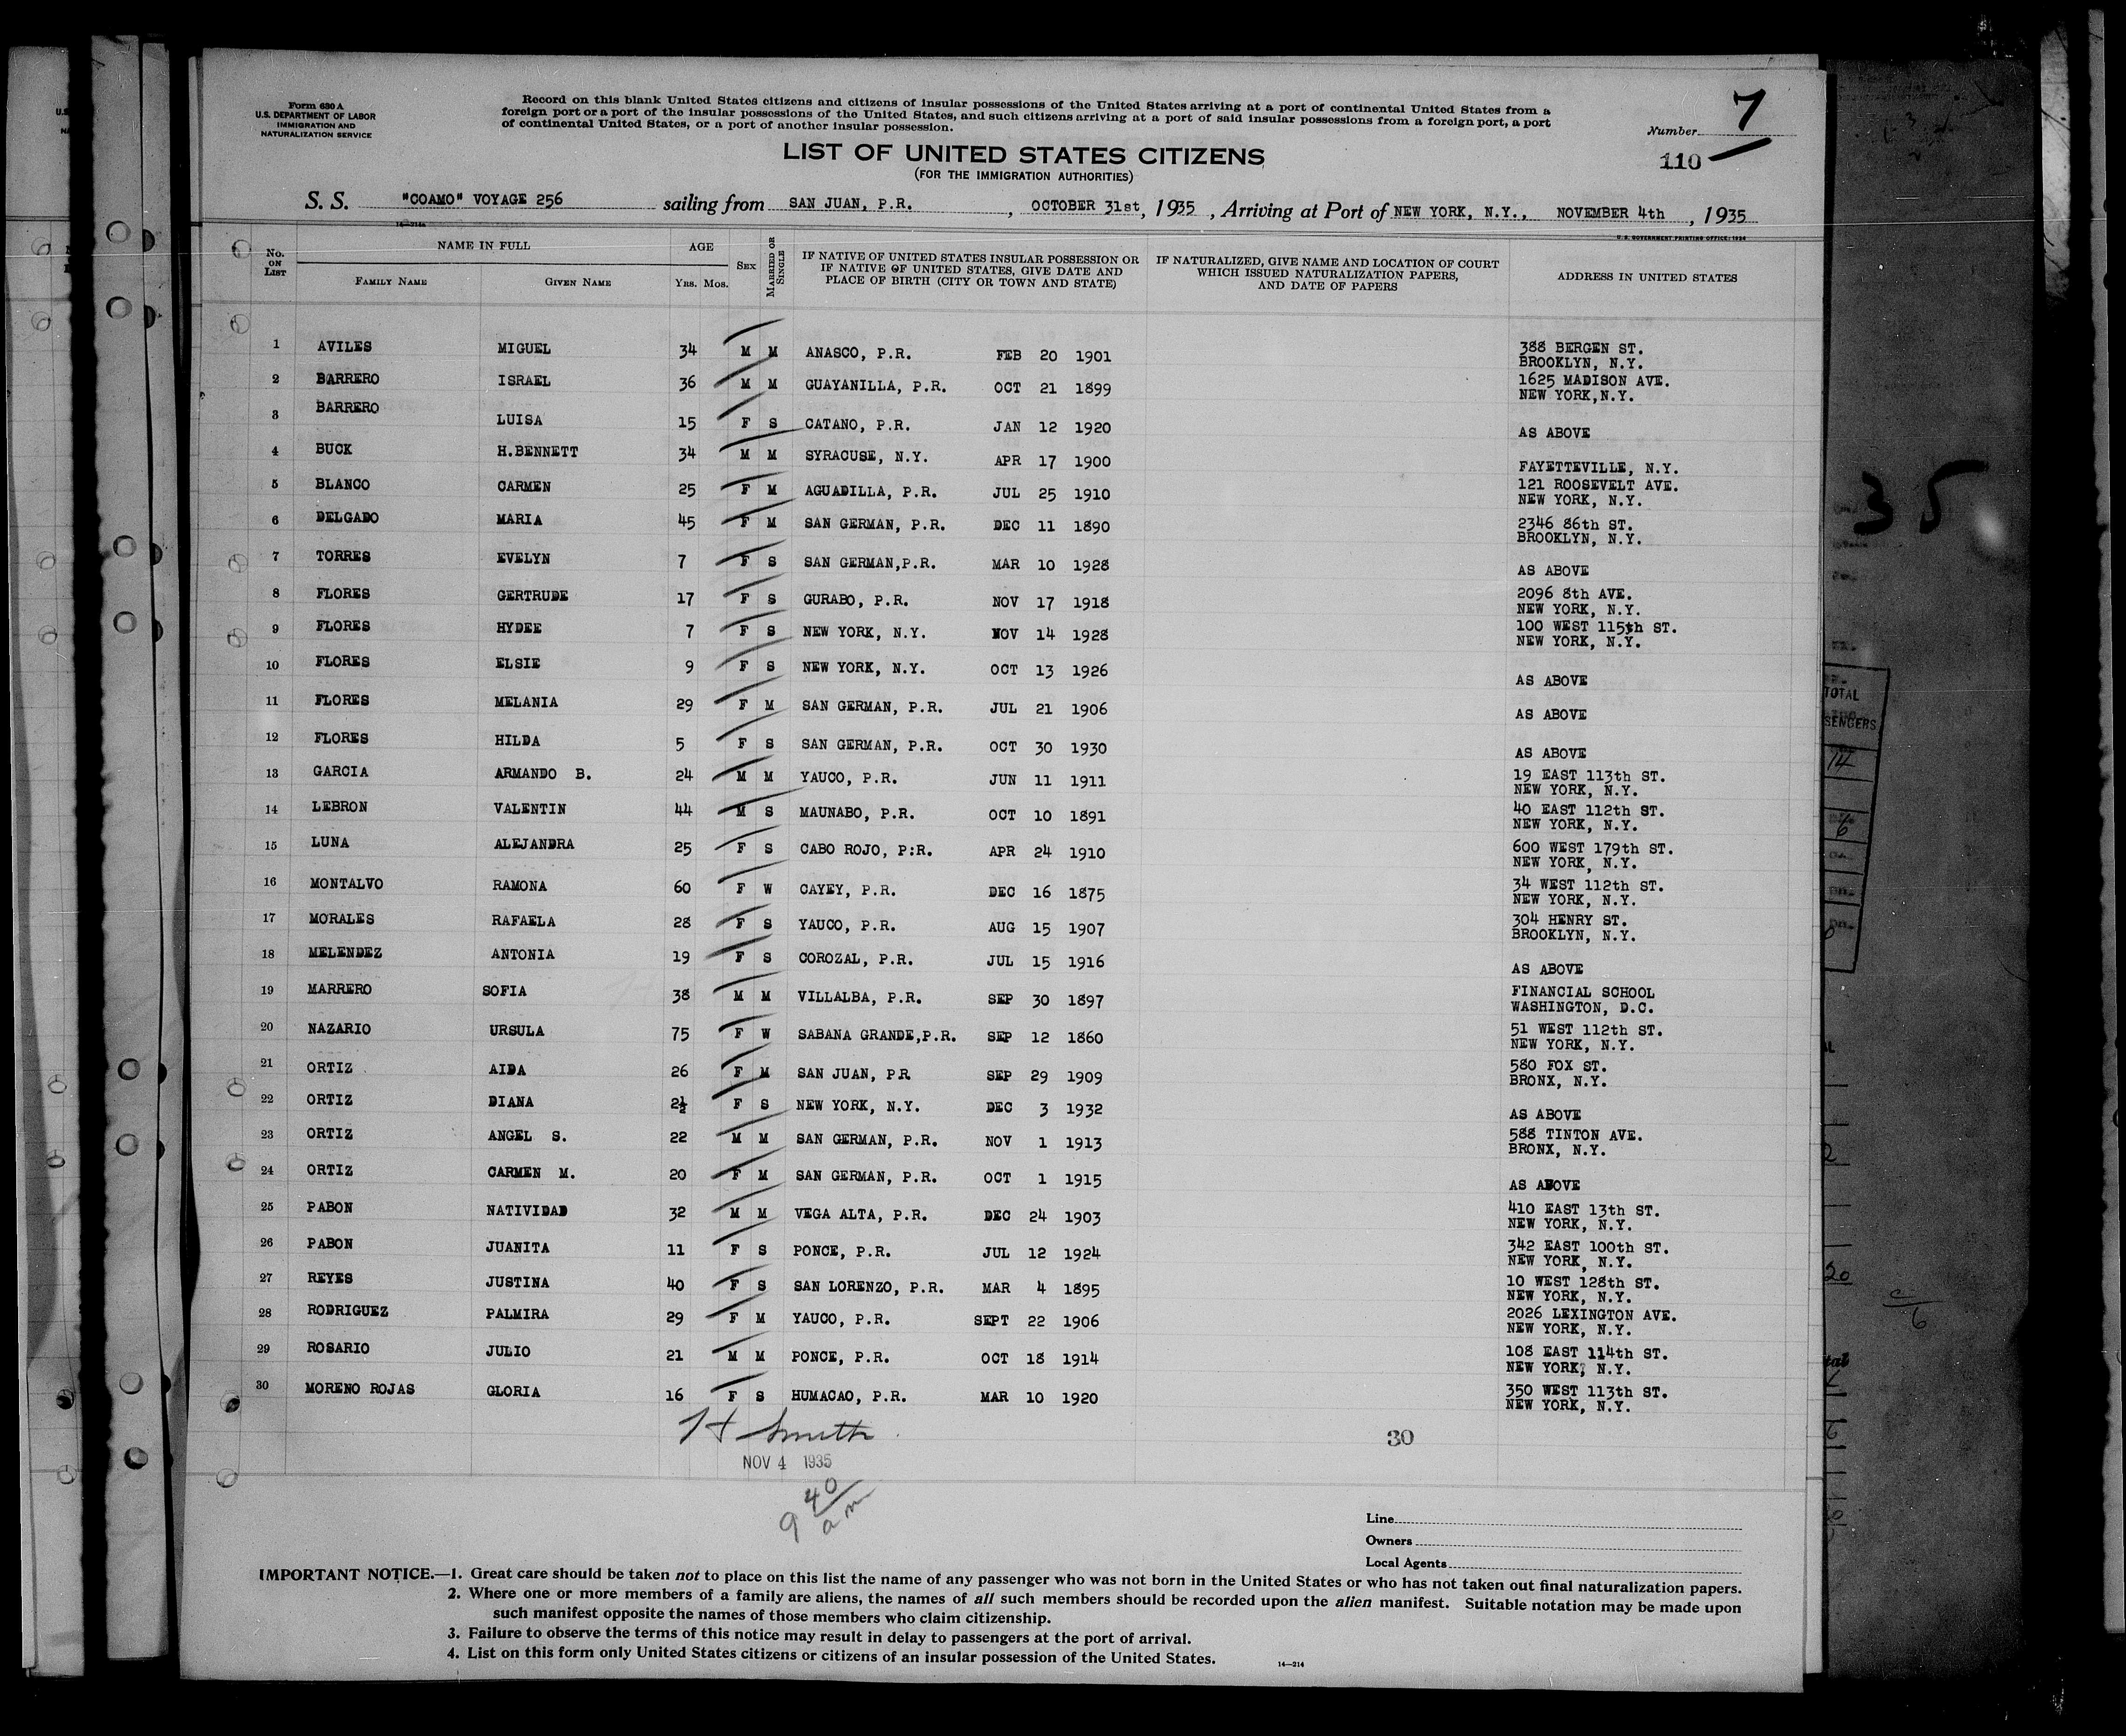 Form 630 A
U.S. DEPARTMENT OF LABOR
IMMIGRATION AND
NATURALIZATION SERVICE
Record on this blank United States citizens and citizens of insular possessions of the United States arriving at a port of continental United States from a
foreign port or a port of the insular possessions of the United States, and such citizens arriving at a port of said insular possessions from a foreign port, a port
of continental United States, or a port of another insular possession.
Number 7
110
LIST OF UNITED STATES CITIZENS
(FOR THE IMMIGRATION AUTHORITIES)
S. S. "COAMO" VOYAGE 256 sailing from SAN JUAN, P.R. , OCTOBER 31st, 1935 , Arriving at Port of NEW YORK, N.Y., NOVEMBER 4th , 1935
14—214a U.S. GOVERNMENT PRINTING OFFICE: 1934
No. ON LIST NAME IN FULL FAMILY NAME GIVEN NAME AGE YRS. MOS. SEX MARRIED OR SINGLE IF NATIVE OF UNITED STATES INSULAR POSSESSION OR IF NATIVE OF UNITED STATES, GIVE DATE AND PLACE OF BIRTH (CITY OR TOWN AND STATE) IF NATURALIZED, GIVE NAME AND LOCATION OF COURT WHICH ISSUED NATURALIZATION PAPERS, AND DATE OF PAPERS ADDRESS IN UNITED STATES
1 AVILES MIGUEL 34 M M ANASCO, P.R. FEB 20 1901 388 BERGEN ST.
BROOKLYN, N.Y.
2 BARRERO ISRAEL 36 M M GUAYANILLA, P.R. OCT 21 1899 1625 MADISON AVE.
NEW YORK,N.Y.
3 BARRERO LUISA 15 F S CATANO, P.R. JAN 12 1920 AS ABOVE
4 BUCK H.BENNETT 34 M M SYRACUSE, N.Y. APR 17 1900 FAYETTEVILLE, N.Y.
5 BLANCO CARMEN 25 F M AGUADILLA, P.R. JUL 25 1910 121 ROOSEVELT AVE.
NEW YORK, N.Y.
6 DELGADO MARIA 45 F M SAN GERMAN, P.R. DEC 11 1890 2346 86th ST.
BROOKLYN, N.Y.
7 TORRES EVELYN 7 F S SAN GERMAN,P.R. MAR 10 1928 AS ABOVE
8 FLORES GERTRUDE 17 F S GURABO, P.R. NOV 17 1918 2096 8th AVE.
NEW YORK, N.Y.
9 FLORES HYDEE 7 F S NEW YORK, N.Y. NOV 14 1928 100 WEST 115th ST.
NEW YORK, N.Y.
10 FLORES ELSIE 9 F S NEW YORK, N.Y. OCT 13 1926 AS ABOVE
11 FLORES MELANIA 29 F M SAN GERMAN, P.R. JUL 21 1906 AS ABOVE
12 FLORES HILDA 5 F S SAN GERMAN, P.R. OCT 30 1930 AS ABOVE
13 GARCIA ARMANDO B. 24 M M YAUCO, P.R. JUN 11 1911 19 EAST 113th ST.
NEW YORK, N.Y.
14 LEBRON VALENTIN 44 M S MAUNABO, P.R. OCT 10 1891 40 EAST 112th ST.
NEW YORK, N.Y.
15 LUNA ALEJANDRA 25 F S CABO ROJO, P:R. APR 24 1910 600 WEST 179th ST.
NEW YORK, N.Y.
16 MONTALVO RAMONA 60 F W CAYEY, P.R. DEC 16 1875 34 WEST 112th ST.
NEW YORK, N.Y.
17 MORALES RAFAELA 28 F S YAUCO, P.R. AUG 15 1907 304 HENRY ST.
BROOKLYN, N.Y.
18 MELENDEZ ANTONIA 19 F S COROZAL, P.R. JUL 15 1916 AS ABOVE
19 MARRERO SOFIA 38 M M VILLALBA, P.R. SEP 30 1897 FINANCIAL SCHOOL
WASHINGTON, D.C.
20 NAZARIO URSULA 75 F W SABANA GRANDE,P.R. SEP 12 1860 51 WEST 112th ST.
NEW YORK, N.Y.
21 ORTIZ AIDA 26 F M SAN JUAN, PR SEP 29 1909 580 FOX ST.
BRONX, N.Y.
22 ORTIZ DIANA 2½ F S NEW YORK, N.Y. DEC 3 1932 AS ABOVE
23 ORTIZ ANGEL S. 22 M M SAN GERMAN, P.R. NOV 1 1913 588 TINTON AVE.
BRONX, N.Y.
24 ORTIZ CARMEN M. 20 F M SAN GERMAN, P.R. OCT 1 1915 AS ABOVE
25 PABON NATIVIDAD 32 M M VEGA ALTA, P.R. DEC 24 1903 410 EAST 13th ST.
NEW YORK, N.Y.
26 PABON JUANITA 11 F S PONCE, P.R. JUL 12 1924 342 EAST 100th ST.
NEW YORK, N.Y.
27 REYES JUSTINA 40 F S SAN LORENZO, P.R. MAR 4 1895 10 WEST 128th ST.
NEW YORK, N.Y.
28 RODRIGUEZ PALMIRA 29 F M YAUCO, P.R. SEPT 22 1906 2026 LEXINGTON AVE.
NEW YORK, N.Y.
29 ROSARIO JULIO 21 M M PONCE, P.R. OCT 18 1914 108 EAST 114th ST.
NEW YORK, N.Y.
30 MORENO ROJAS GLORIA 16 F S HUMACAO, P.R. MAR 10 1920 350 WEST 113th ST.
NEW YORK, N.Y.
H Smith
30
NOV 4 1935
9 40 am
Line
Owners
Local Agents
IMPORTANT NOTICE.—1. Great care should be taken not to place on this list the name of any passenger who was not born in the United States or who has not taken out final naturalization papers.
2. Where one or more members of a family are aliens, the names of all such members should be recorded upon the alien manifest. Suitable notation may be made upon
such manifest opposite the names of those members who claim citizenship.
3. Failure to observe the terms of this notice may result in delay to passengers at the port of arrival.
4. List on this form only United States citizens or citizens of an insular possession of the United States.
14—214
35
TOTAL
14
6